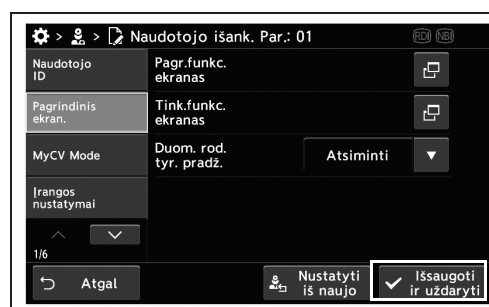 > > Naudotojo išank. Par.: 01 RDI NBI
Naudotojo
ID
Pagr.funkc.
ekranas
Pagrindinis
ekran.
Tink.funkc.
ekranas
MyCV Mode
Duom. rod.
tyr. pradž.
Atsiminti
Įrangos
nustatymai
1/6
Atgal
Nustatyti
iš naujo
Išsaugoti
ir uždaryti